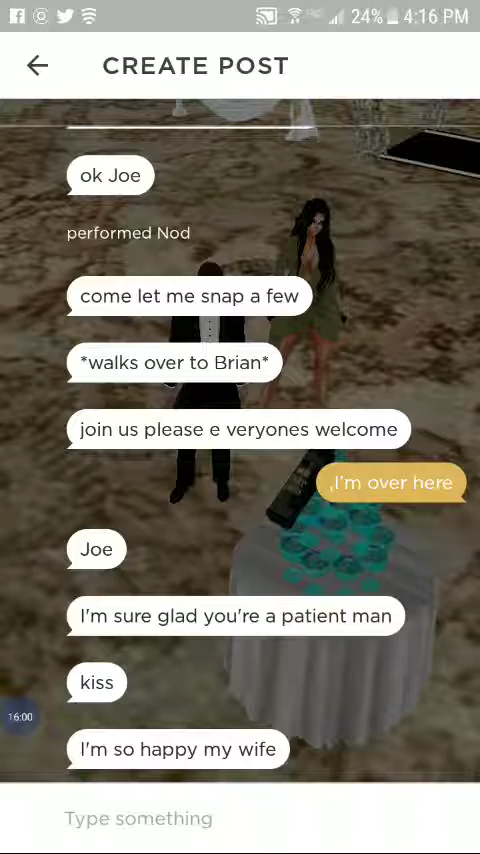 24% 4:16 PM
CREATE POST
ok Joe
performed Nod
come let me snap a few
*walks over to Brian*
join us please e veryones welcome
,I'm over here
Joe
I'm sure glad you're a patient man
kiss
16:00
I'm so happy my wife
Type something